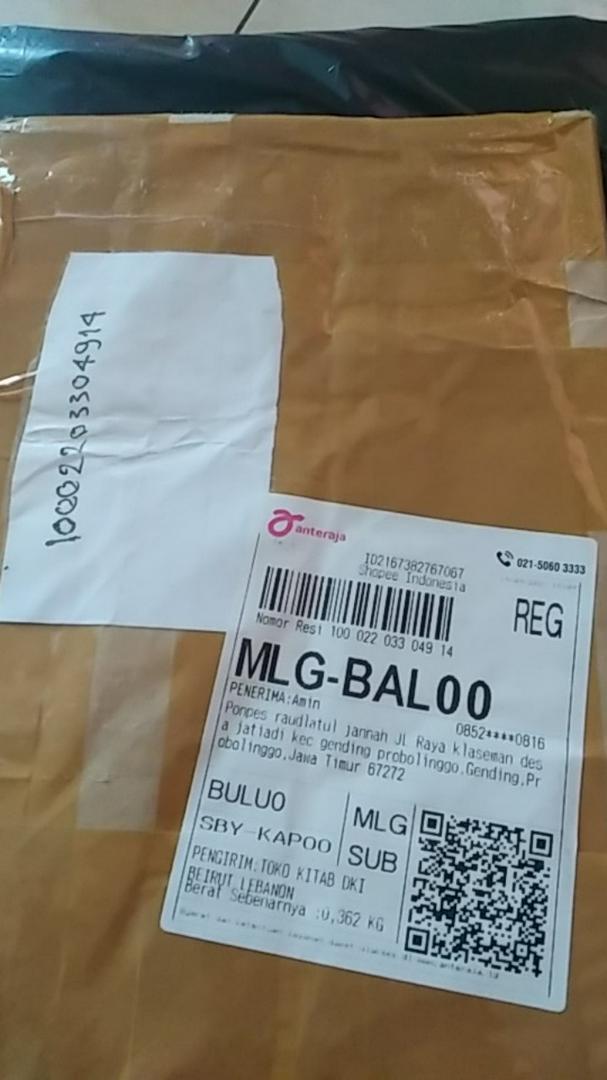 10002203304914
anteraja
021-5060 3333
ID2167382767067
Shopee Indonesia
REG
Nomor Resi 100 022 033 049 14
MLG-BAL00
PENERIMA:Amin
0852****0816
Ponpes raudlatul jannah JL Raya klaseman des
a jatiadi kec gending probolinggo,Gending,Pr
obolinggo,Jawa Timur 67272
BULU0
SBY-KAP00
MLG
SUB
PENGIRIM:TOKO KITAB DKI
BEIRUT LEBANON
Berat Sebenarnya :0,362 KG